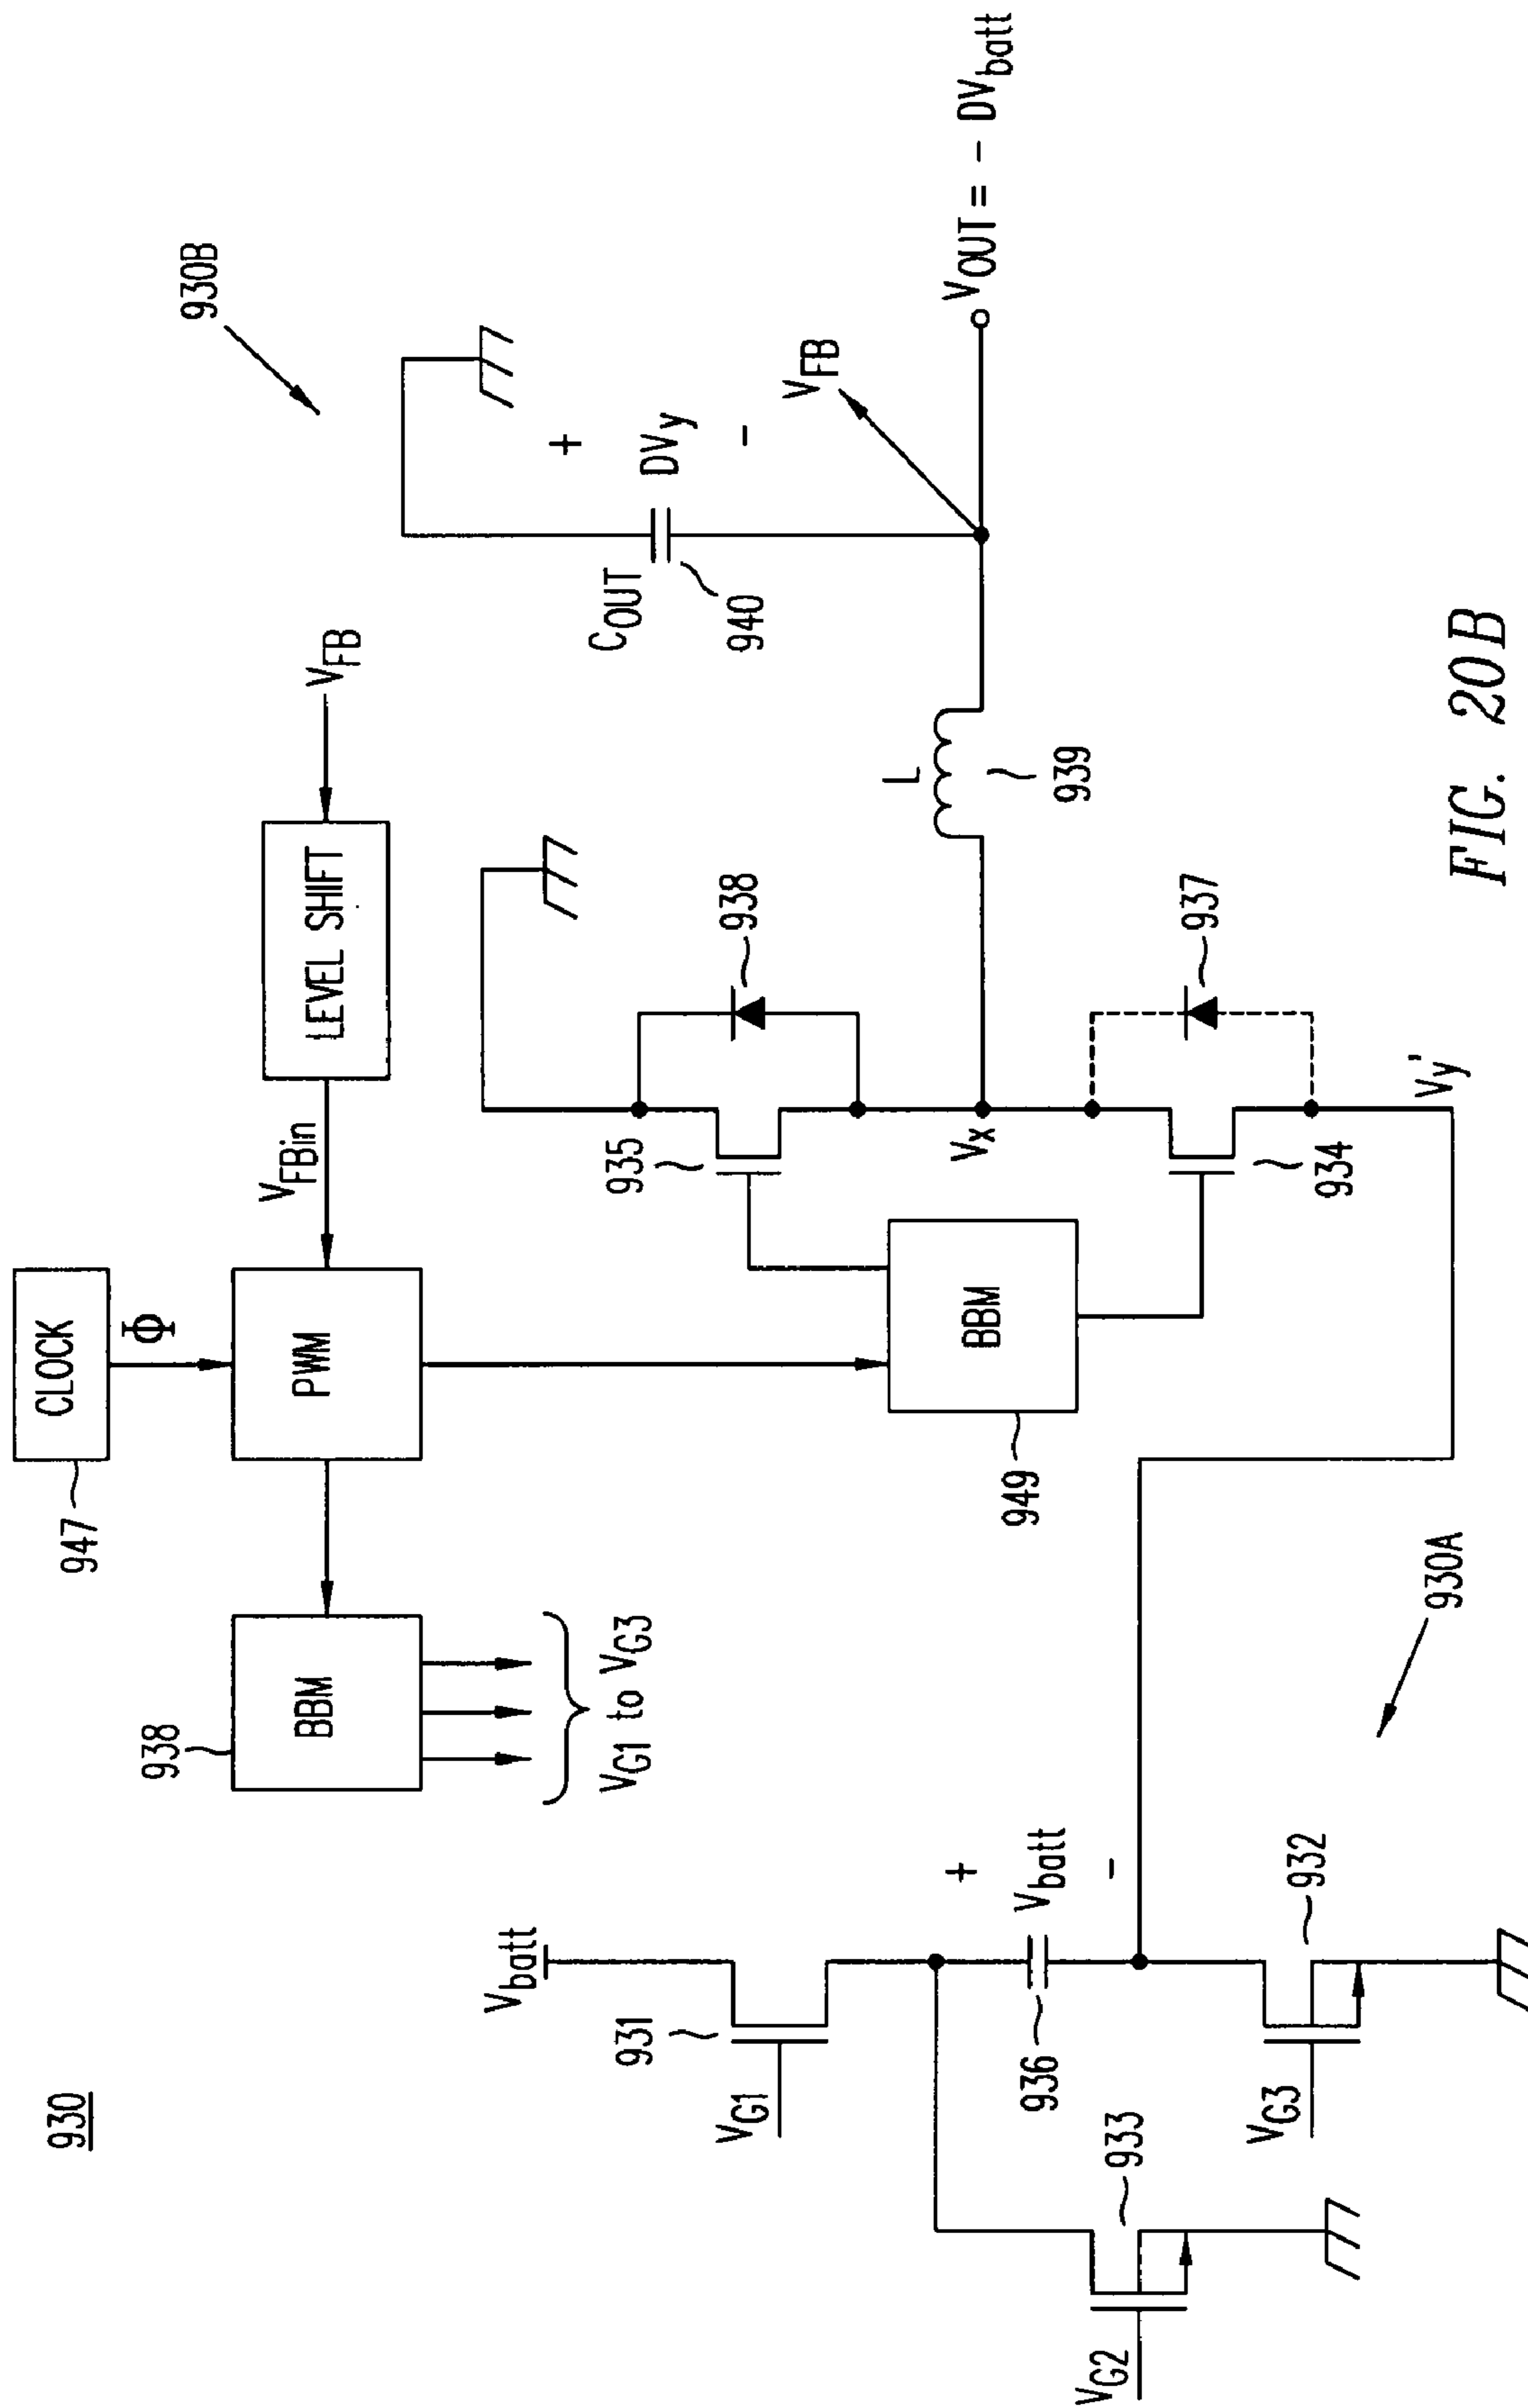 930
930B
CLOCK
947
Φ
PWM
V_FBin
LEVEL SHIFT
V_FB
BBM
938
V_G1 to V_G3
BBM
949
935
938
V_x
934
937
V_y'
L
939
C_OUT
940
+
DV_y
-
V_FB
V_OUT = - DV_batt
V_batt
V_G1
931
+
V_batt
-
936
V_G2
933
V_G3
932
930A
FIG. 20B